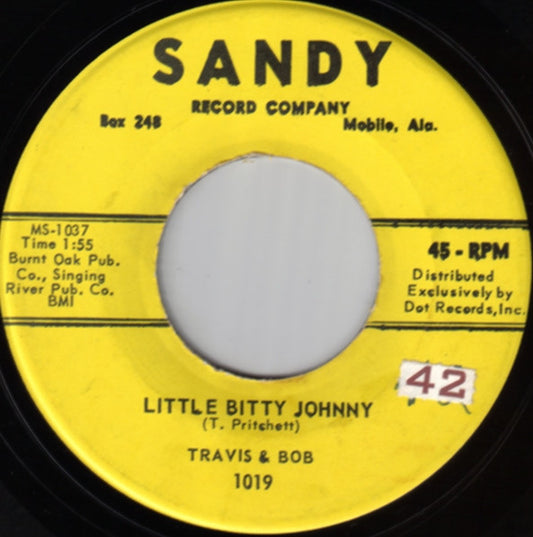 SANDY
RECORD COMPANY
Box 248 Mobile, Ala.
MS-1037
Time 1:55
Burnt Oak Pub.
Co., Singing
River Pub. Co.
BMI
45 - RPM
Distributed
Exclusively by
Dot Records, Inc.
42
LITTLE BITTY JOHNNY
(T. Pritchett)
TRAVIS & BOB
1019